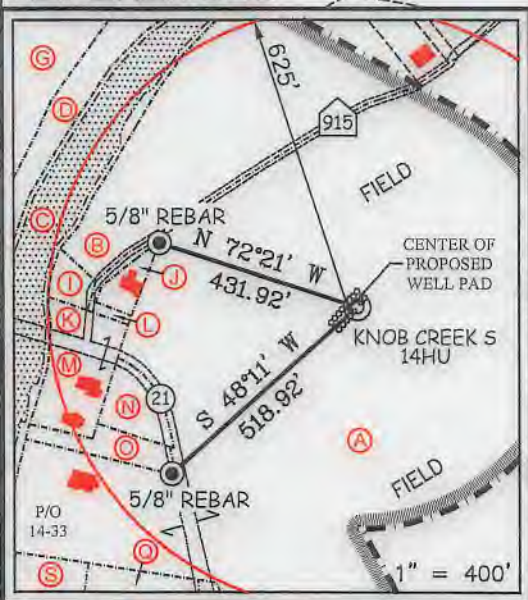 G
D
625'
915
C
FIELD
5/8" REBAR
B
N 72°21' W
431.92'
CENTER OF
PROPOSED
WELL PAD
J
I
K
L
KNOB CREEK S
14HU
M
S 48°11' W
518.92'
21
N
O
A
FIELD
5/8" REBAR
P/O
14-33
Q
S
1" = 400'